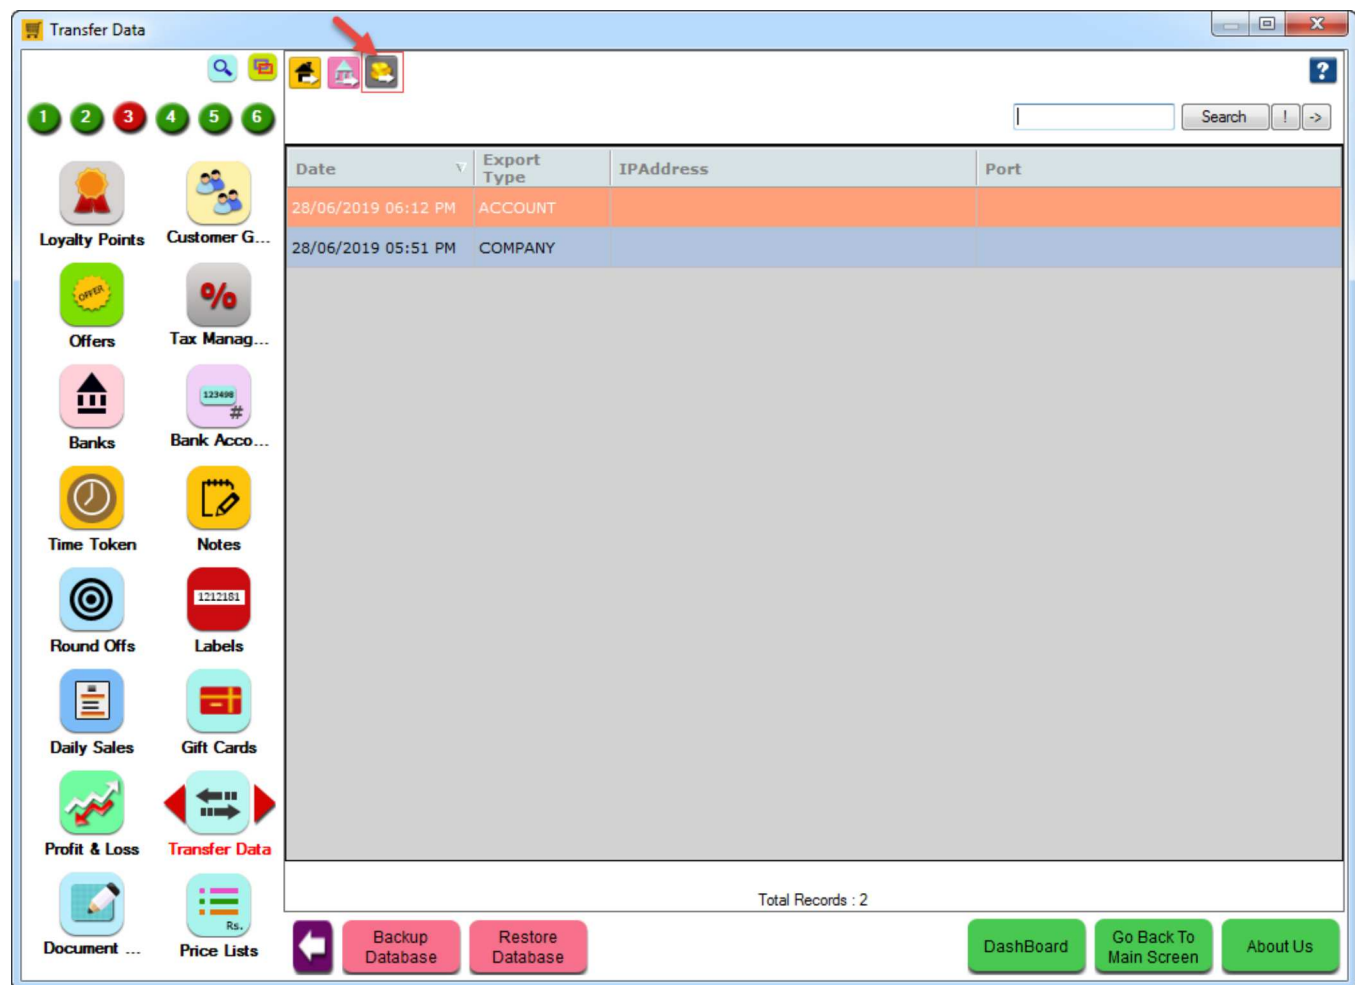 Transfer Data
X
?
1 2 3 4 5 6
Search ! ->
Date Export Type IPAddress Port
28/06/2019 06:12 PM ACCOUNT
28/06/2019 05:51 PM COMPANY
Loyalty Points Customer G...
OFFER %
Offers Tax Manag...
123498 #
Banks Bank Acco...
Time Token Notes
1212181
Round Offs Labels
Daily Sales Gift Cards
Profit & Loss Transfer Data
Rs.
Document ... Price Lists
Total Records : 2
Backup Database
Restore Database
DashBoard
Go Back To Main Screen
About Us